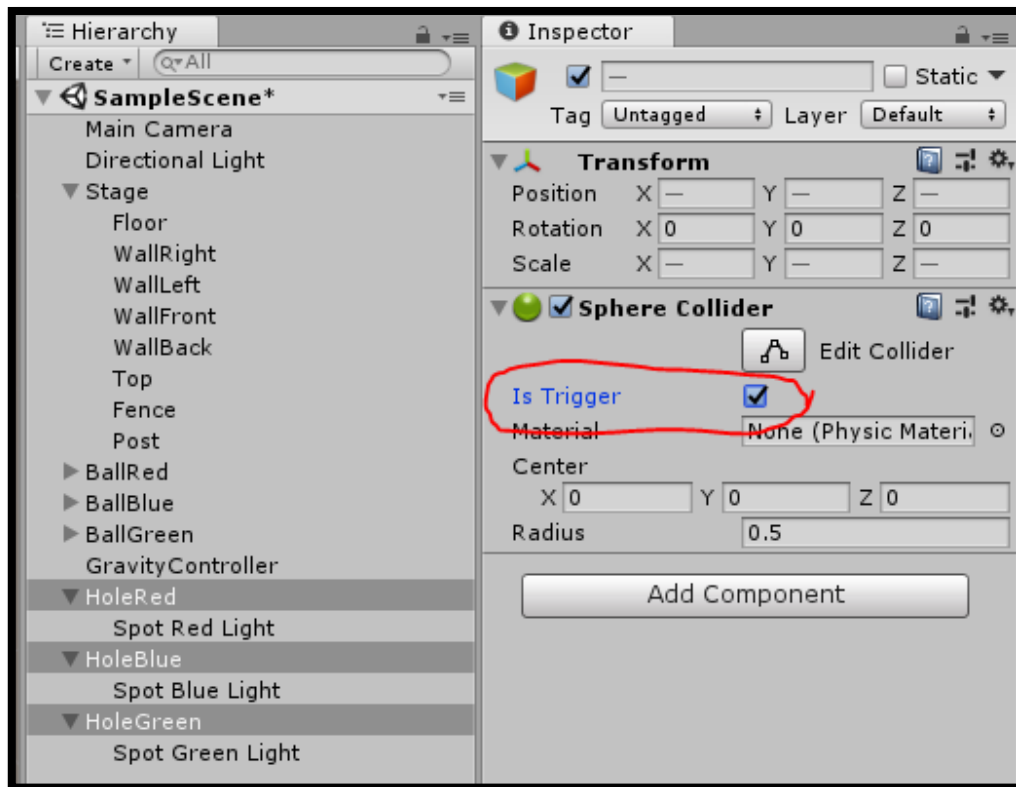 Hierarchy
Create All
SampleScene*
Main Camera
Directional Light
Stage
Floor
WallRight
WallLeft
WallFront
WallBack
Top
Fence
Post
BallRed
BallBlue
BallGreen
GravityController
HoleRed
Spot Red Light
HoleBlue
Spot Blue Light
HoleGreen
Spot Green Light
Inspector
— Static
Tag Untagged Layer Default
Transform
Position X — Y — Z —
Rotation X 0 Y 0 Z 0
Scale X — Y — Z —
Sphere Collider
Edit Collider
Is Trigger
Material None (Physic Materi
Center
X 0 Y 0 Z 0
Radius 0.5
Add Component